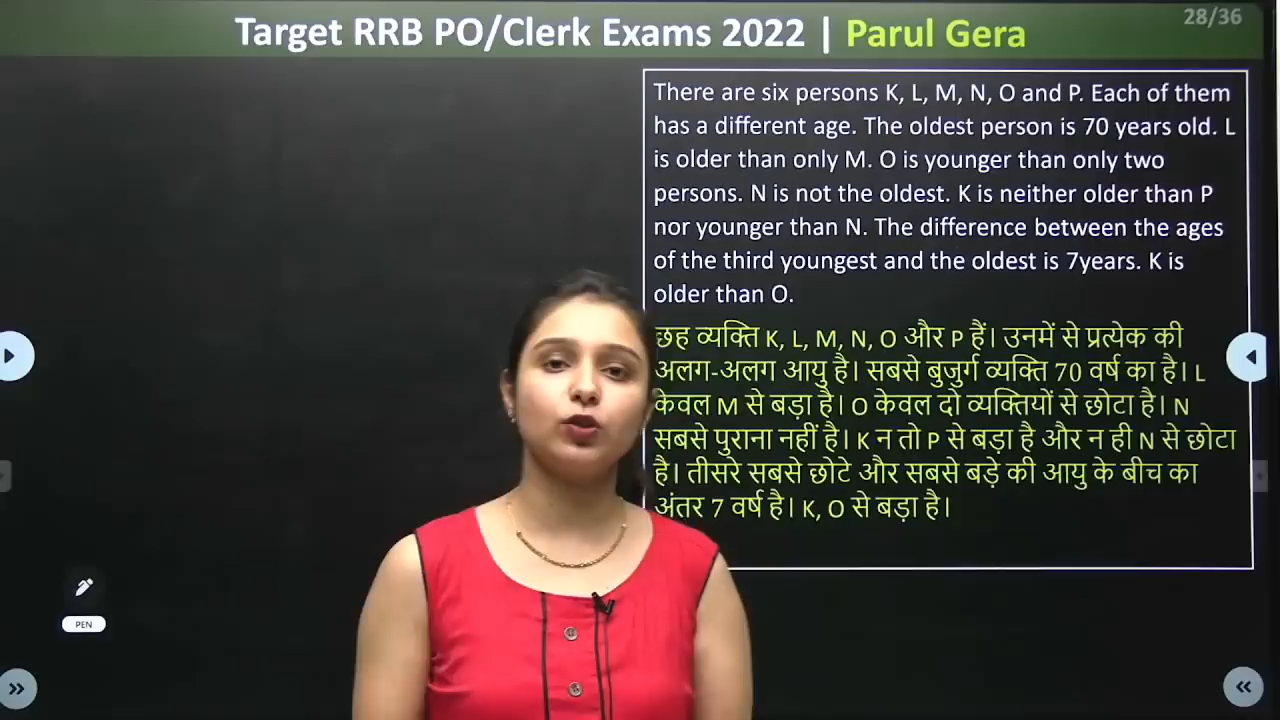 28/36
Target RRB PO/Clerk Exams 2022 | Parul Gera
There are six persons K, L, M, N, O and P. Each of them
has a different age. The oldest person is 70 years old. L
is older than only M. O is younger than only two
persons. N is not the oldest. K is neither older than P
nor younger than N. The difference between the ages
of the third youngest and the oldest is 7years. K is
older than O.
छह व्यक्ति K, L, M, N, O और P हैं। उनमें से प्रत्येक की
अलग-अलग आयु है। सबसे बुजुर्ग व्यक्ति 70 वर्ष का है। L
केवल M से बड़ा है। O केवल दो व्यक्तियों से छोटा है। N
सबसे पुराना नहीं है। K न तो P से बड़ा है और न ही N से छोटा
है। तीसरे सबसे छोटे और सबसे बड़े की आयु के बीच का
अंतर 7 वर्ष है। K, O से बड़ा है।
PEN